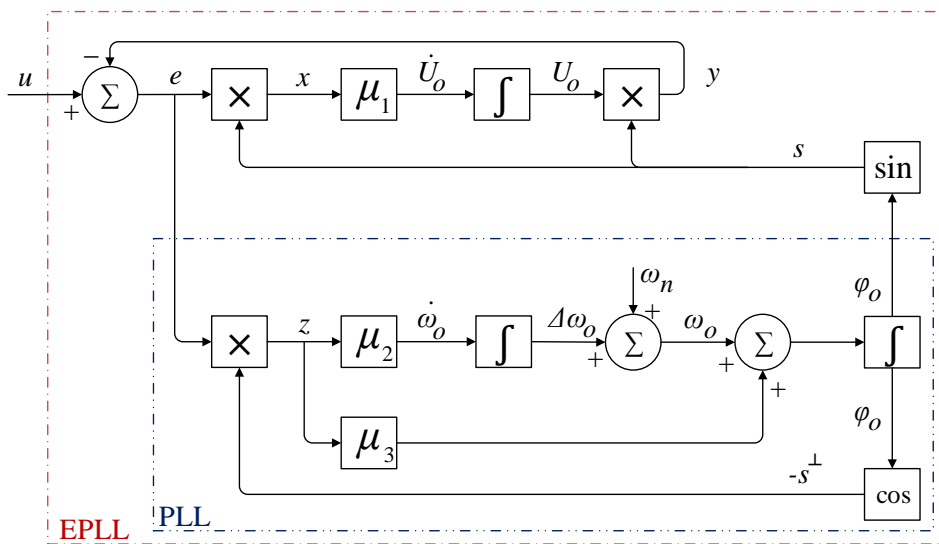 −
u
+
Σ
e
×
x
μ₁
U̇ₒ
∫
Uₒ
×
y
s
sin
φₒ
ωₙ
+
×
z
μ₂
ω̇ₒ
∫
Δωₒ
+
Σ
ωₒ
+
Σ
+
∫
φₒ
μ₃
-s^⊥
cos
PLL
EPLL